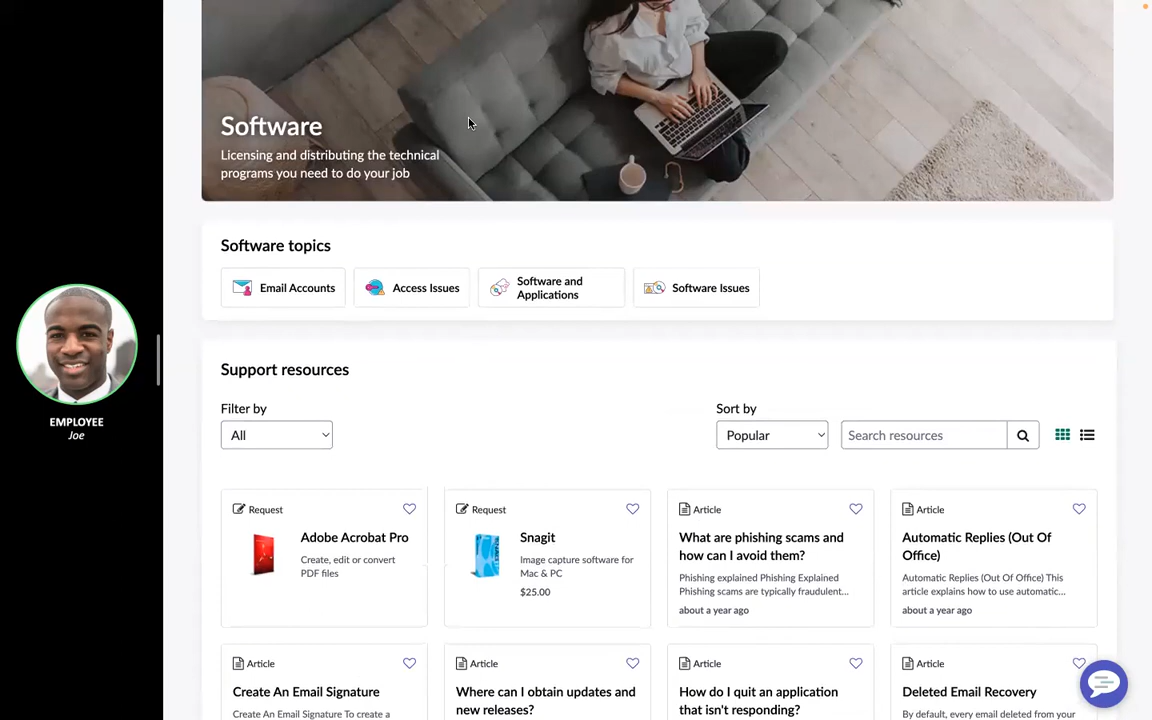 Software
Licensing and distributing the technical
programs you need to do your job
EMPLOYEE
Joe
Software topics
Email Accounts
Access Issues
Software and
Applications
Software Issues
Support resources
Filter by
All
Sort by
Popular
Search resources
Request
Adobe Acrobat Pro
Create, edit or convert
PDF files
Request
Snagit
Image capture software for
Mac & PC
$25.00
Article
What are phishing scams and
how can I avoid them?
Phishing explained Phishing Explained
Phishing scams are typically fraudulent...
about a year ago
Article
Automatic Replies (Out Of
Office)
Automatic Replies (Out Of Office) This
article explains how to use automatic...
about a year ago
Article
Create An Email Signature
Create An Email Signature To create a
Article
Where can I obtain updates and
new releases?
Article
How do I quit an application
that isn't responding?
Article
Deleted Email Recovery
By default, every email deleted from your